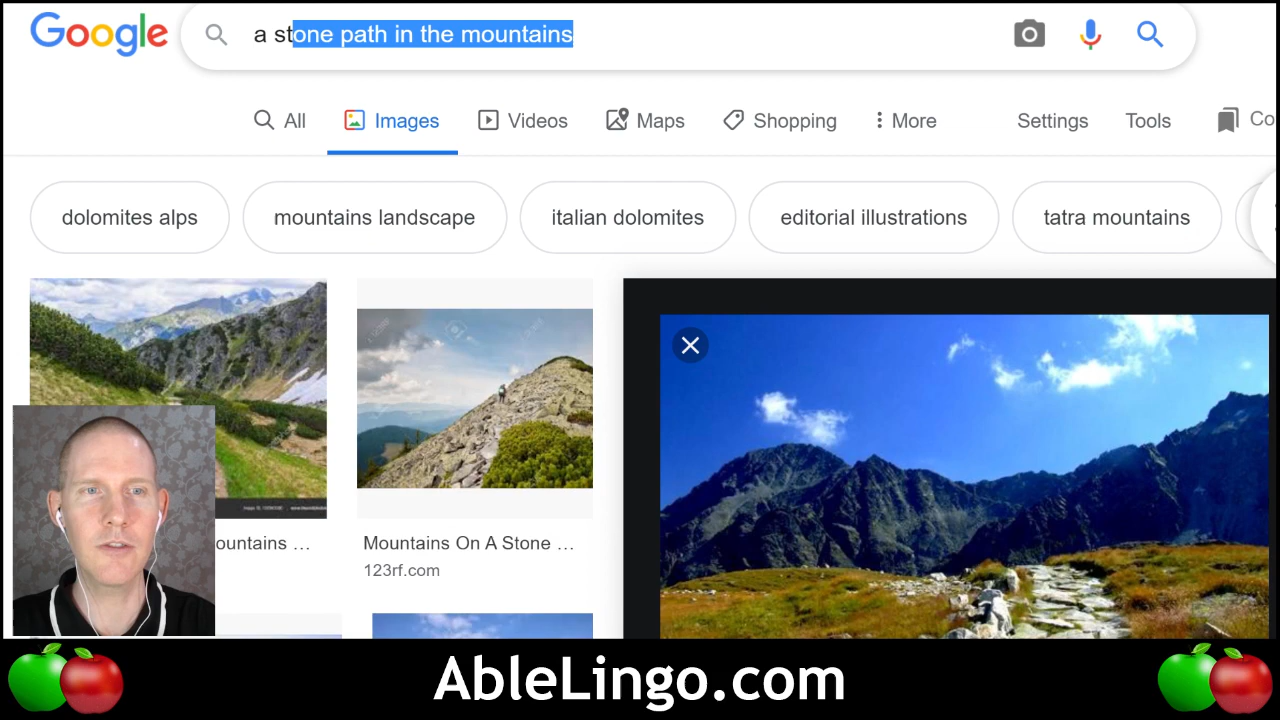 Google
a stone path in the mountains
All Images Videos Maps Shopping More Settings Tools Co
dolomites alps mountains landscape italian dolomites editorial illustrations tatra mountains
ountains … Mountains On A Stone …
123rf.com
AbleLingo.com